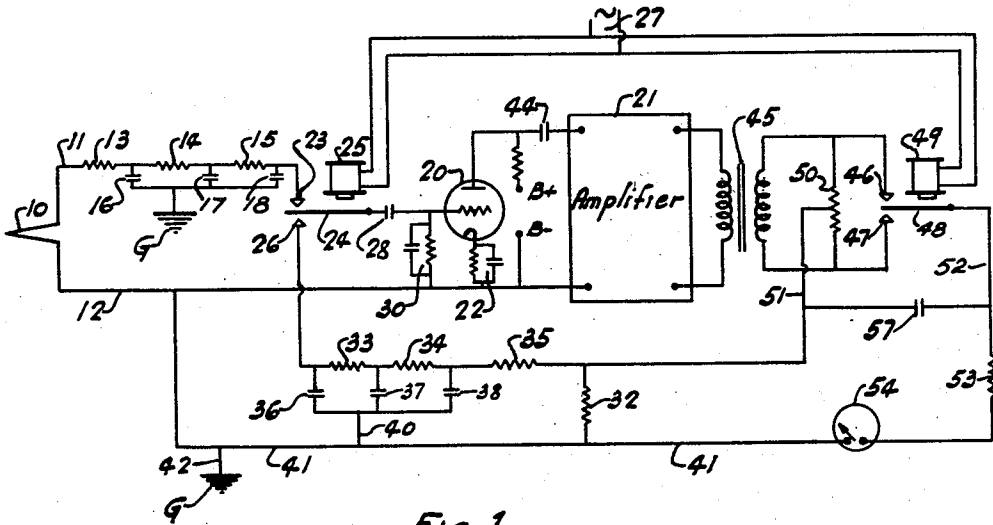 ~ 27
11 13 14 15 23 25 44 21 45 49
20 50 46
10 16 17 18 B+ Amplifier
G 26 24 28 B- 47 48
12 30 22 51 52
33 34 35 57
36 37 38 32 54 53
40
42 41 41
G
Fig. 1